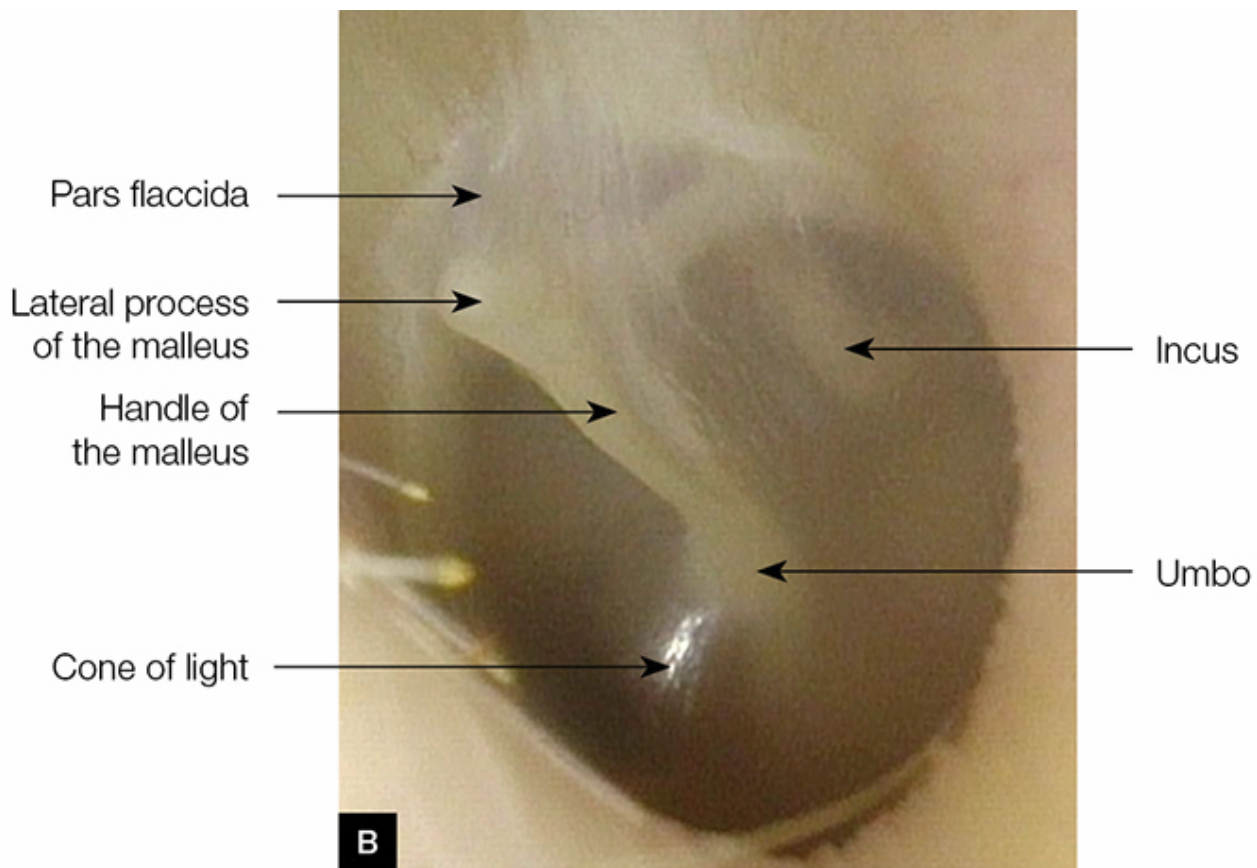 Pars flaccida
Lateral process
of the malleus
Handle of
the malleus
Cone of light
Incus
Umbo
B